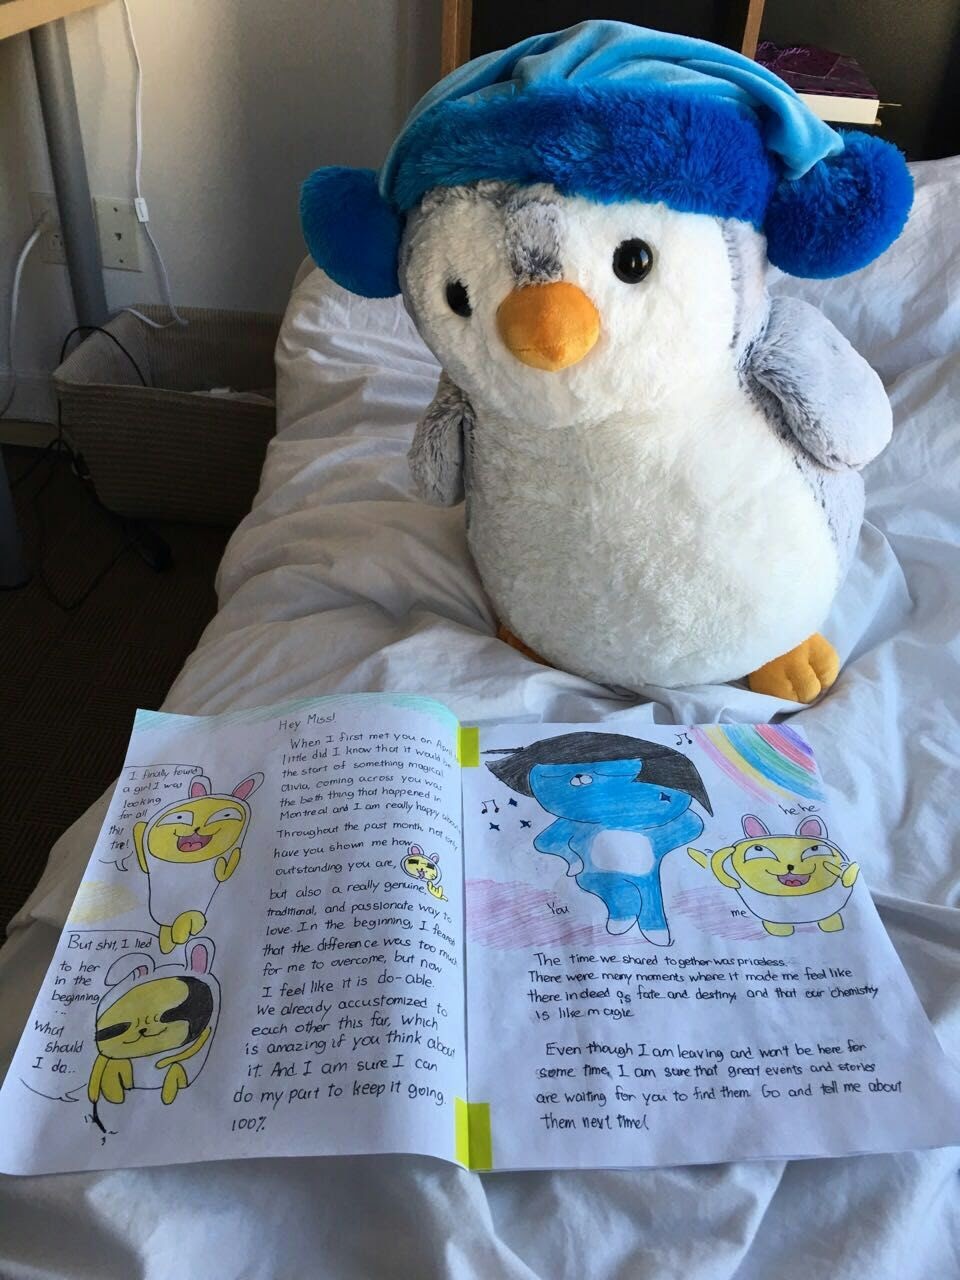 Hey Miss!
When I first met you on April
little did I know that it would be
the start of something magical
Olivia, coming across you was
the beth thing that happened in
Montreal and I am really happy
Throughout the past month, not only
have you shown me how
outstanding you are,
but also a really genuine,
traditional, and passionate way to
love. In the beginning, I feared
that the difference was too much
for me to overcome, but now
I feel like it is do-able.
We already accustomized to
each other this far, which
is amazing if you think about
it. And I am sure I can
do my part to keep it going.
100%
I finally found
a girl I was
looking
for all
this
time!
But shit, I lied
to her
in the
beginning
...
What
should
I do..
he.he
You
me
The time we shared together was priceless.
There were meny moments where it made me feel like
there indeed is fate and destiny and that our chemistry
is like magic
Even though I am leaving and won't be here for
some time, I am sure that great events and stories
are waiting for you to find them. Go and tell me about
them next time!